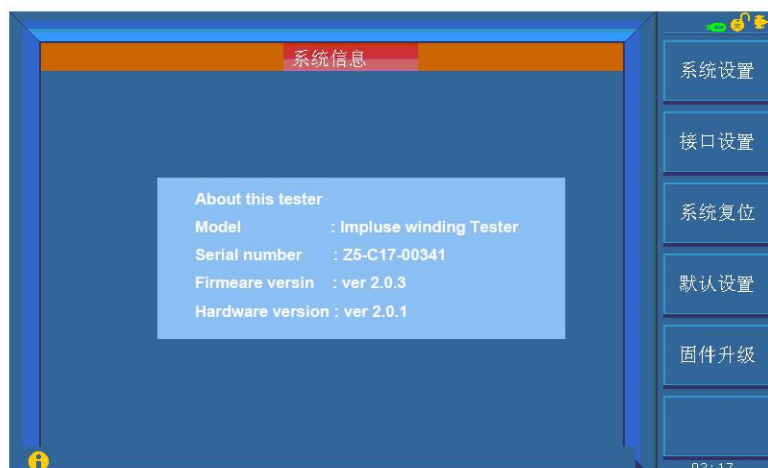 系统信息
About this tester
Model : Impluse winding Tester
Serial number : Z5-C17-00341
Firmeare versin : ver 2.0.3
Hardware version : ver 2.0.1
系统设置
接口设置
系统复位
默认设置
固件升级